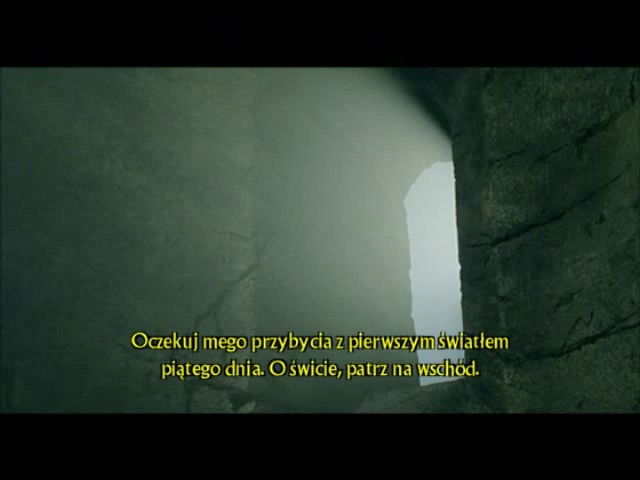 Oczekuj mego przybycia z pierwszym światłem
piątego dnia. O świcie, patrz na wschód.